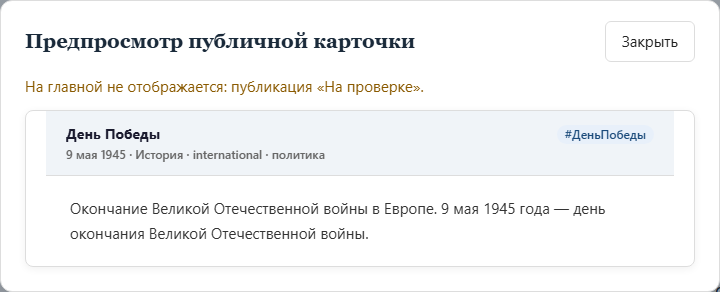 Предпросмотр публичной карточки
Закрыть
На главной не отображается: публикация «На проверке».
День Победы
#ДеньПобеды
9 мая 1945 · История · international · политика
Окончание Великой Отечественной войны в Европе. 9 мая 1945 года — день
окончания Великой Отечественной войны.